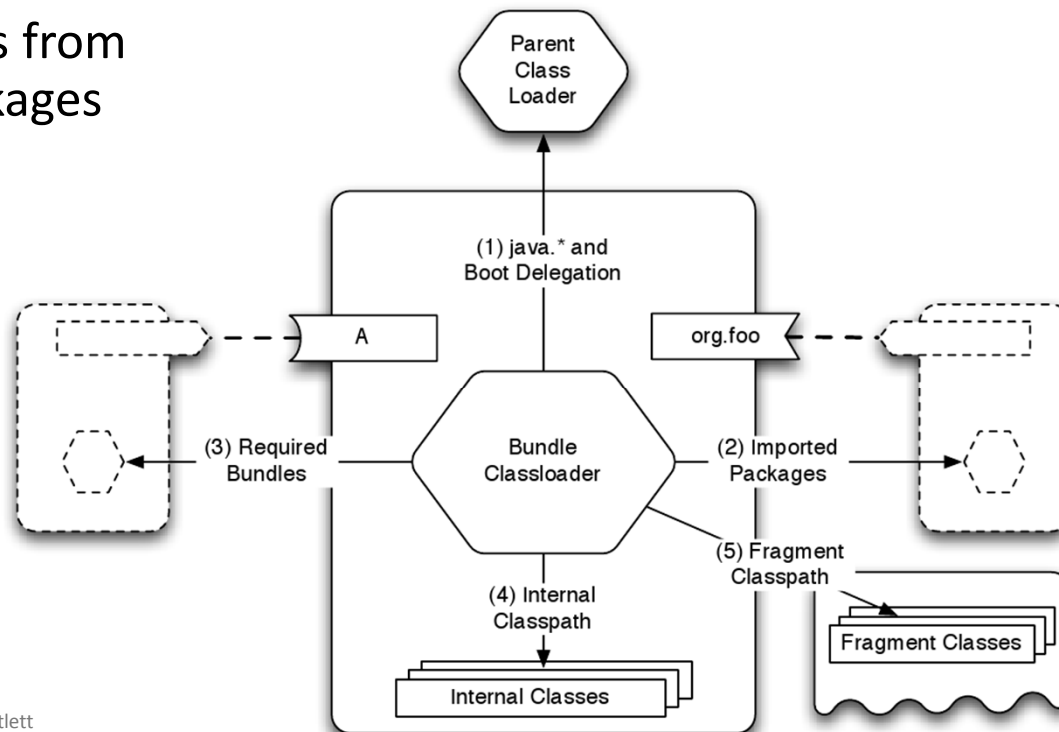 s from
kages
Parent
Class
Loader
(1) java.* and
Boot Delegation
A
org.foo
(3) Required
Bundles
Bundle
Classloader
(2) Imported
Packages
(5) Fragment
Classpath
(4) Internal
Classpath
Fragment Classes
Internal Classes
tlett